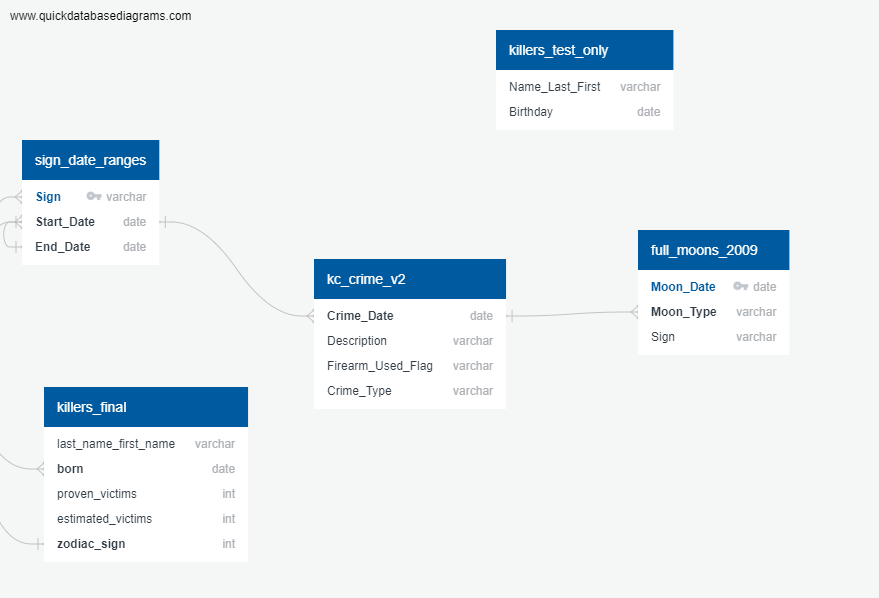 www.quickdatabasediagrams.com
killers_test_only
Name_Last_First varchar
Birthday date
sign_date_ranges
Sign varchar
Start_Date date
End_Date date
kc_crime_v2
Crime_Date date
Description varchar
Firearm_Used_Flag varchar
Crime_Type varchar
full_moons_2009
Moon_Date date
Moon_Type varchar
Sign varchar
killers_final
last_name_first_name varchar
born date
proven_victims int
estimated_victims int
zodiac_sign int